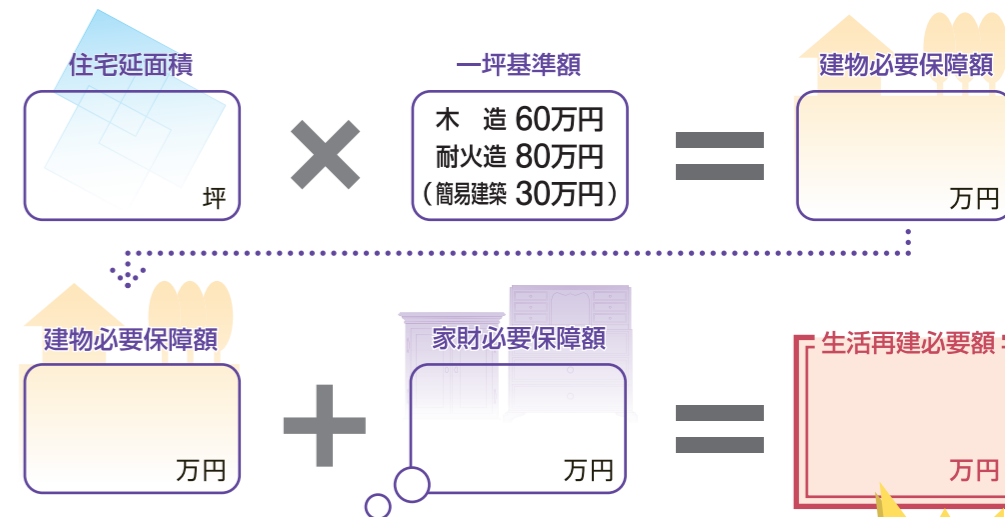 住宅延面積
一坪基準額
建物必要保障額
坪
×
木　造 60万円
耐火造 80万円
（簡易建築 30万円）
=
万円
建物必要保障額
家財必要保障額
生活再建必要額
万円
+
万円
=
万円